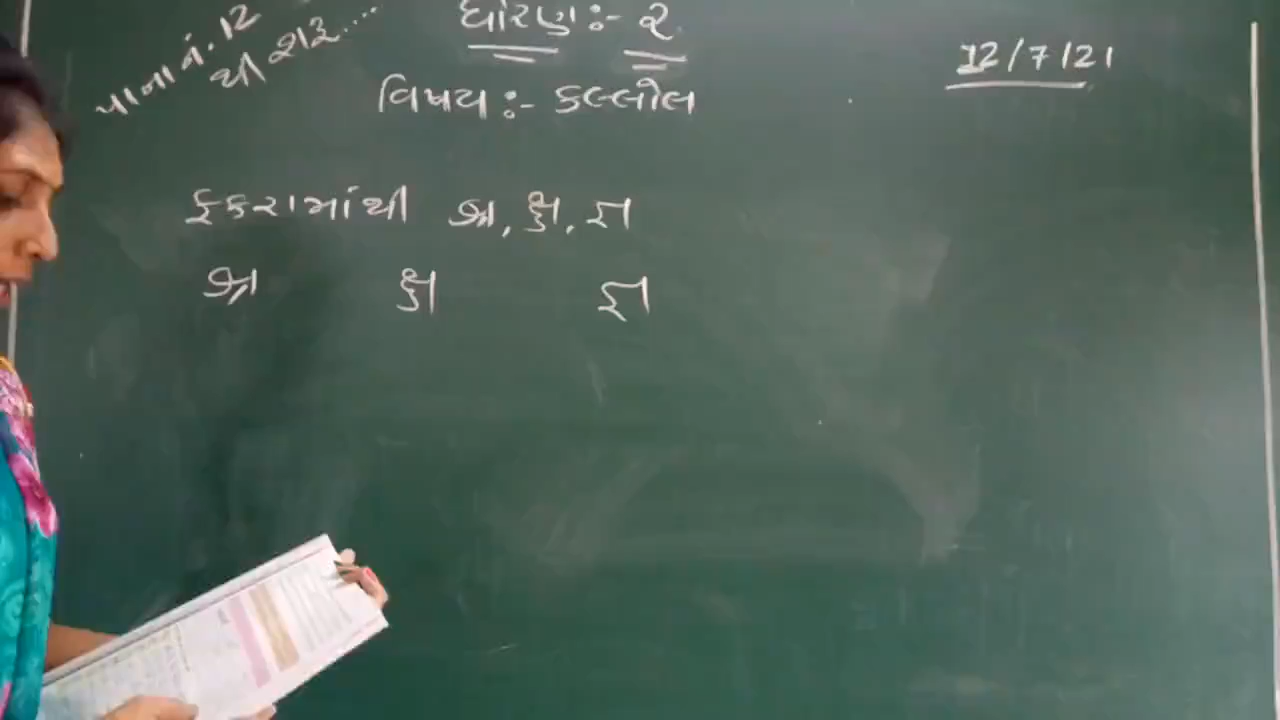 પાના નં. 12
થી શરૂ....
ધોરણ :- ૨
12/7/21
વિષય :- કલ્લોલ
ફકરામાંથી શ્ર, ક્ષ, જ્ઞ
શ્ર ક્ષ જ્ઞ